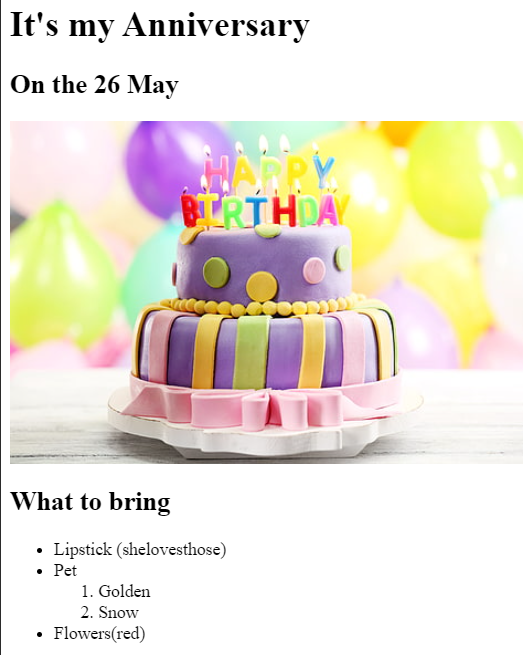 It's my Anniversary
On the 26 May
HAPPY
BIRTHDAY
What to bring
Lipstick (shelovesthose)
Pet
1. Golden
2. Snow
Flowers(red)